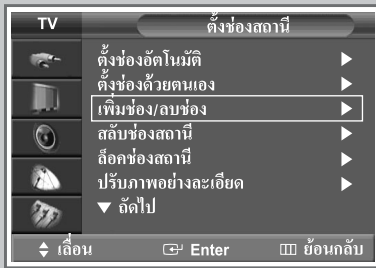 TV ตั้งช่องสถานี
ตั้งช่องอัตโนมัติ ▶
ตั้งช่องด้วยตนเอง ▶
เพิ่มช่อง/ลบช่อง ▶
สลับช่องสถานี ▶
ล็อคช่องสถานี ▶
ปรับภาพอย่างละเอียด ▶
▼ ถัดไป
เลื่อน Enter ย้อนกลับ